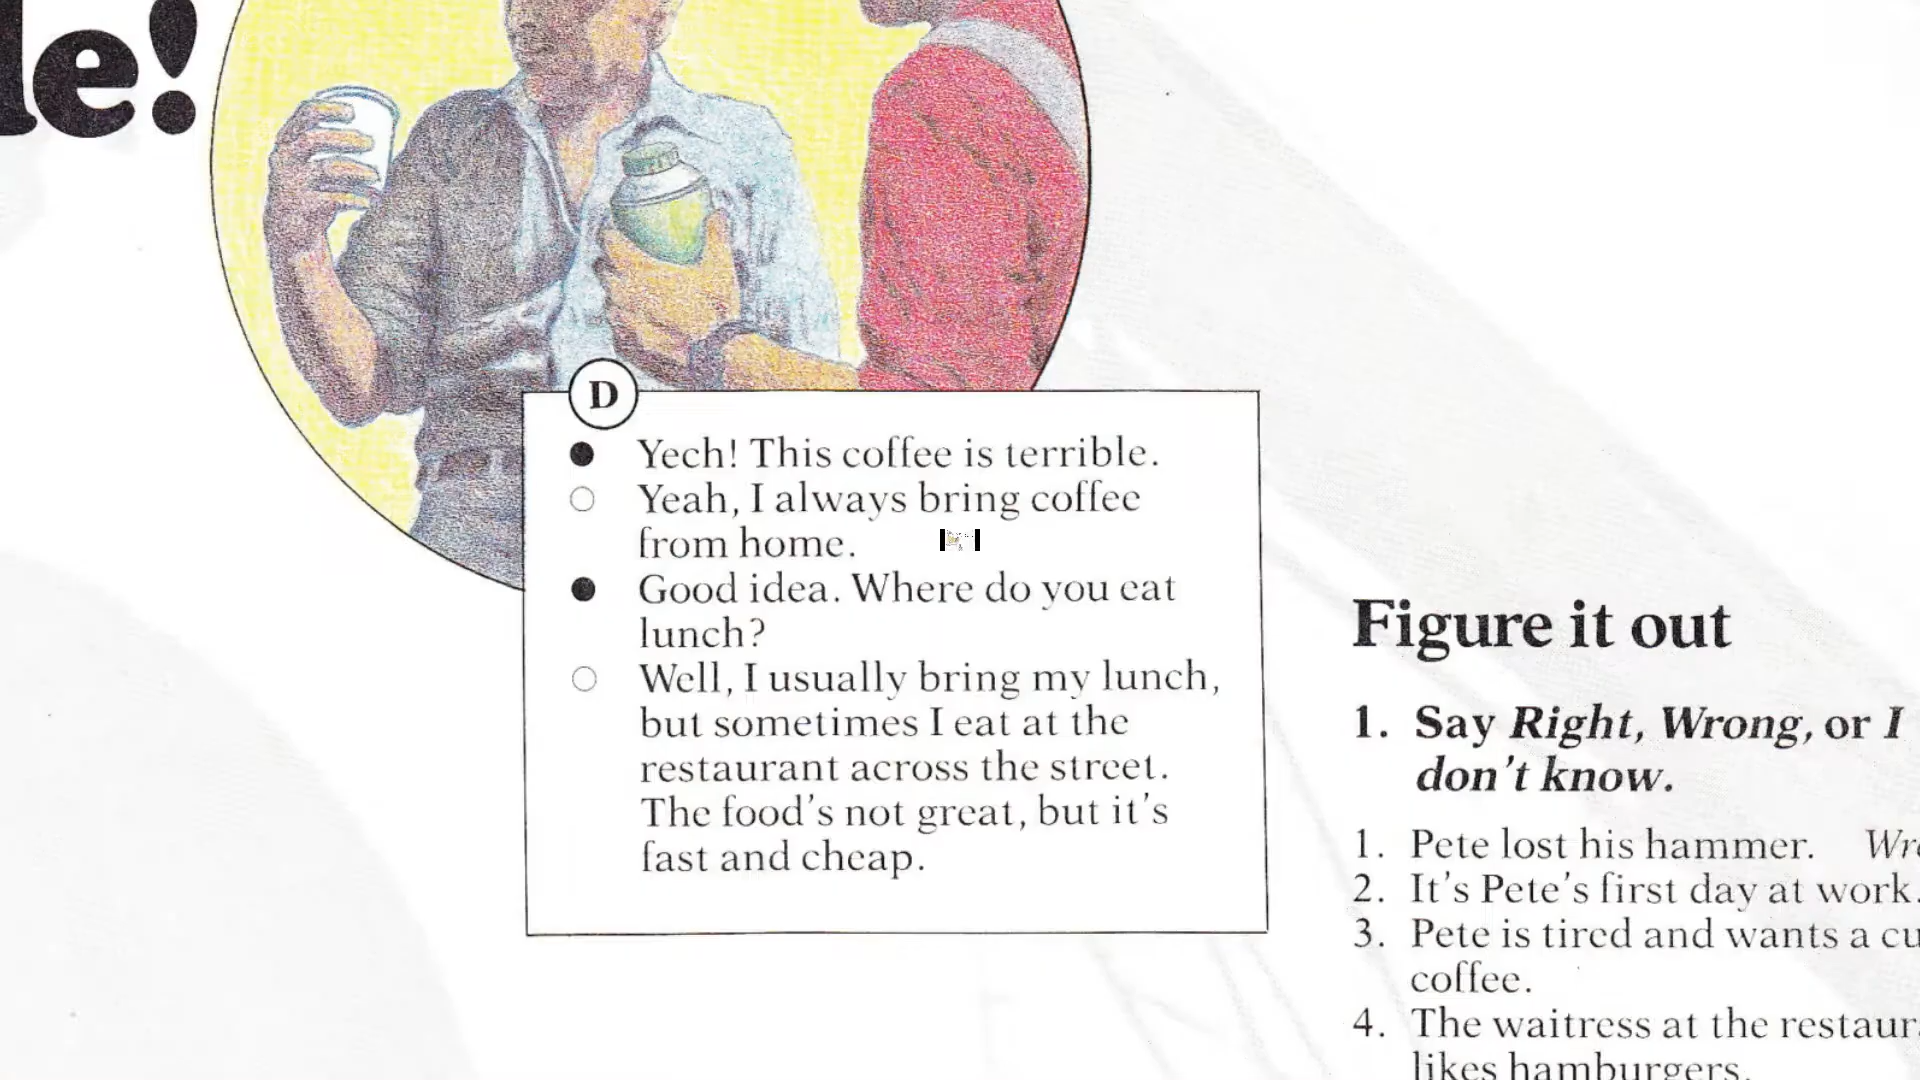 le!
D
Yech! This coffee is terrible.
Yeah, I always bring coffee
from home.
Good idea. Where do you eat
lunch?
Well, I usually bring my lunch,
but sometimes I eat at the
restaurant across the street.
The food's not great, but it's
fast and cheap.
Figure it out
1. Say Right, Wrong, or I
don't know.
1. Pete lost his hammer.
2. It's Pete's first day at work.
3. Pete is tired and wants a
coffee.
4. The waitress at the
likes hamburgers.